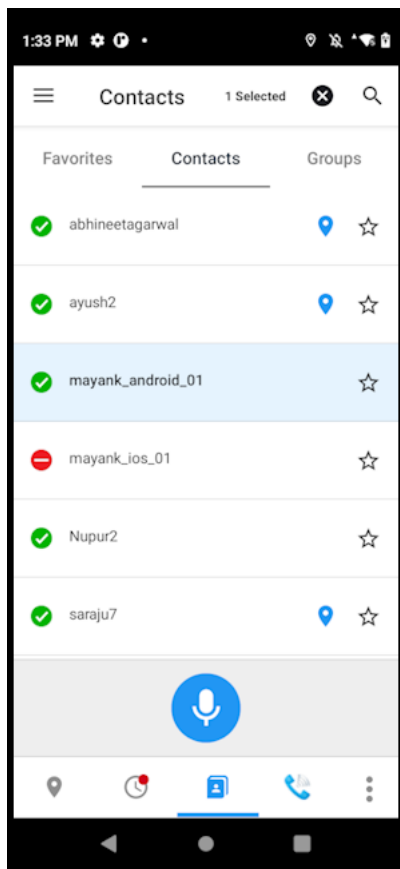 1:33 PM
Contacts 1 Selected
Favorites Contacts Groups
abhineetagarwal
ayush2
mayank_android_01
mayank_ios_01
Nupur2
saraju7